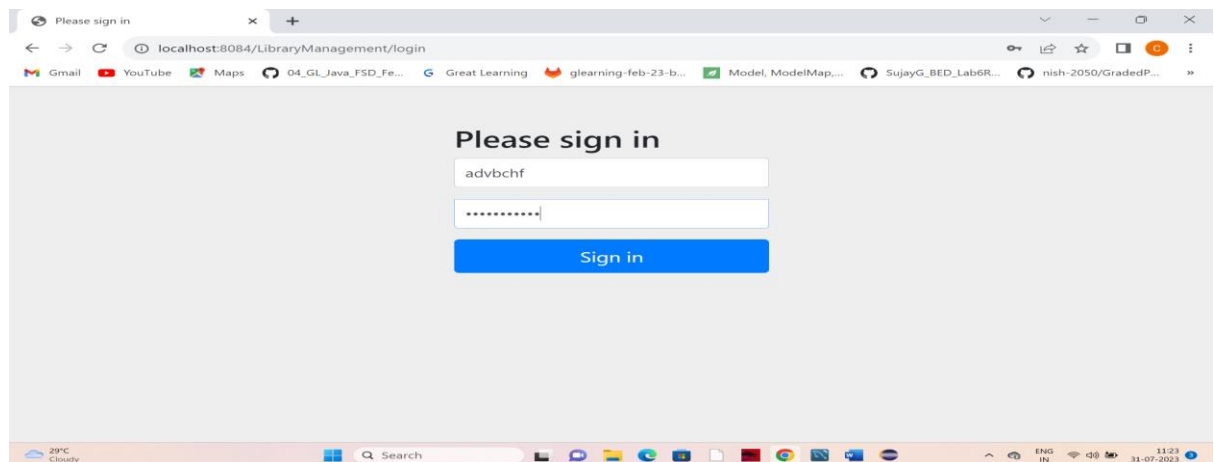 Please sign in
localhost:8084/LibraryManagement/login
C
Gmail YouTube Maps 04_GL_Java_FSD_Fe... Great Learning glearning-feb-23-b... Model, ModelMap,... SujayG_BED_Lab6R... nish-2050/GradedP... »
Please sign in
advbchf
•••••••••••
Sign in
29°C
Cloudy
Search
ENG
IN
11:23
31-07-2023
3